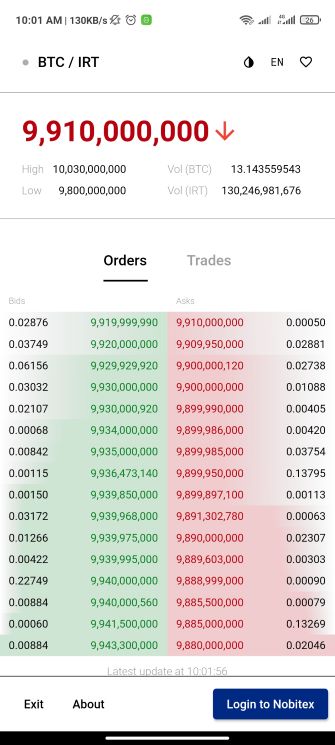 10:01 AM | 130KB/s
26
BTC / IRT
EN
9,910,000,000
High 10,030,000,000 Vol (BTC) 13.143559543
Low 9,800,000,000 Vol (IRT) 130,246,981,676
Orders Trades
Bids Asks
0.02876 9,919,999,990 9,910,000,000 0.00050
0.03749 9,920,000,000 9,909,950,000 0.02881
0.06156 9,929,929,920 9,900,000,120 0.02738
0.03032 9,930,000,000 9,900,000,000 0.01088
0.02107 9,930,000,920 9,899,990,000 0.00405
0.00068 9,934,000,000 9,899,986,000 0.00420
0.00842 9,935,000,000 9,899,985,000 0.03754
0.00115 9,936,473,140 9,899,950,000 0.13795
0.00150 9,939,850,000 9,899,897,100 0.00113
0.03172 9,939,968,000 9,891,302,780 0.00063
0.01266 9,939,975,000 9,890,000,000 0.02307
0.00422 9,939,995,000 9,889,603,000 0.00303
0.22749 9,940,000,000 9,888,999,000 0.00090
0.00884 9,940,000,560 9,885,500,000 0.00079
0.00060 9,941,500,000 9,885,000,000 0.13269
0.00884 9,943,300,000 9,880,000,000 0.02046
Latest update at 10:01:56
Exit About Login to Nobitex